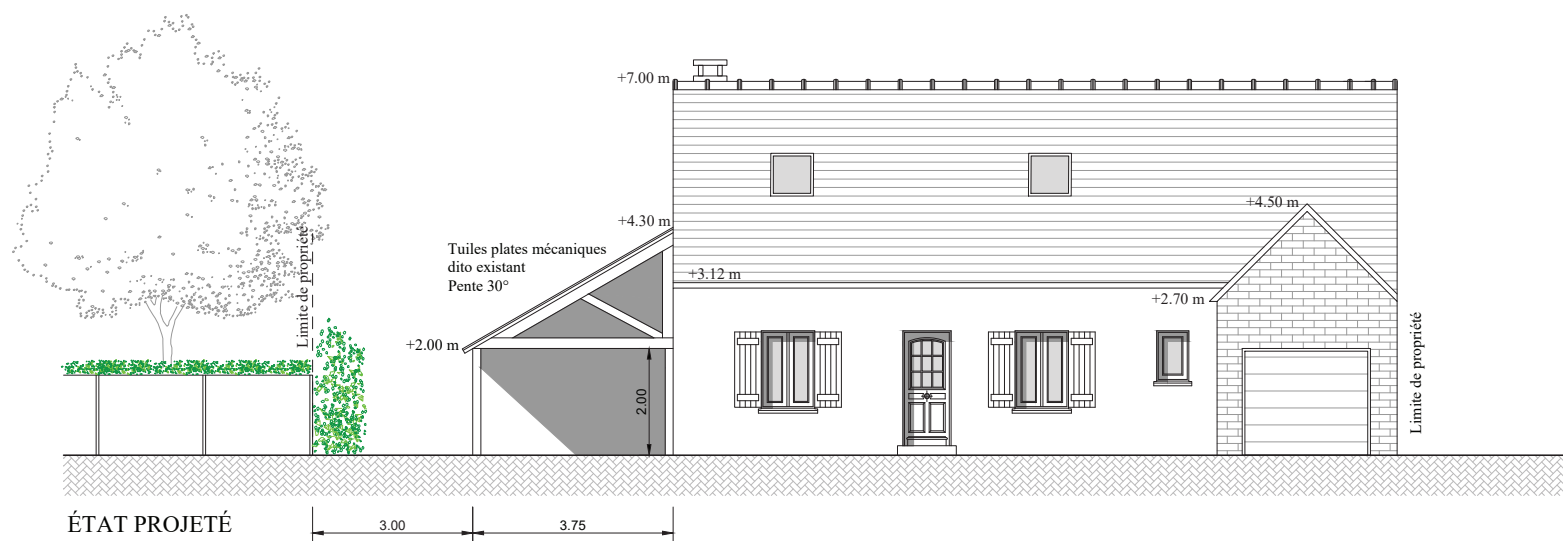 +7.00 m
+4.50 m
+4.30 m
Limite de propriété
Tuiles plates mécaniques
dito existant
Pente 30°
+3.12 m
+2.70 m
+2.00 m
2.00
Limite de propriété
ÉTAT PROJETÉ
3.00
3.75